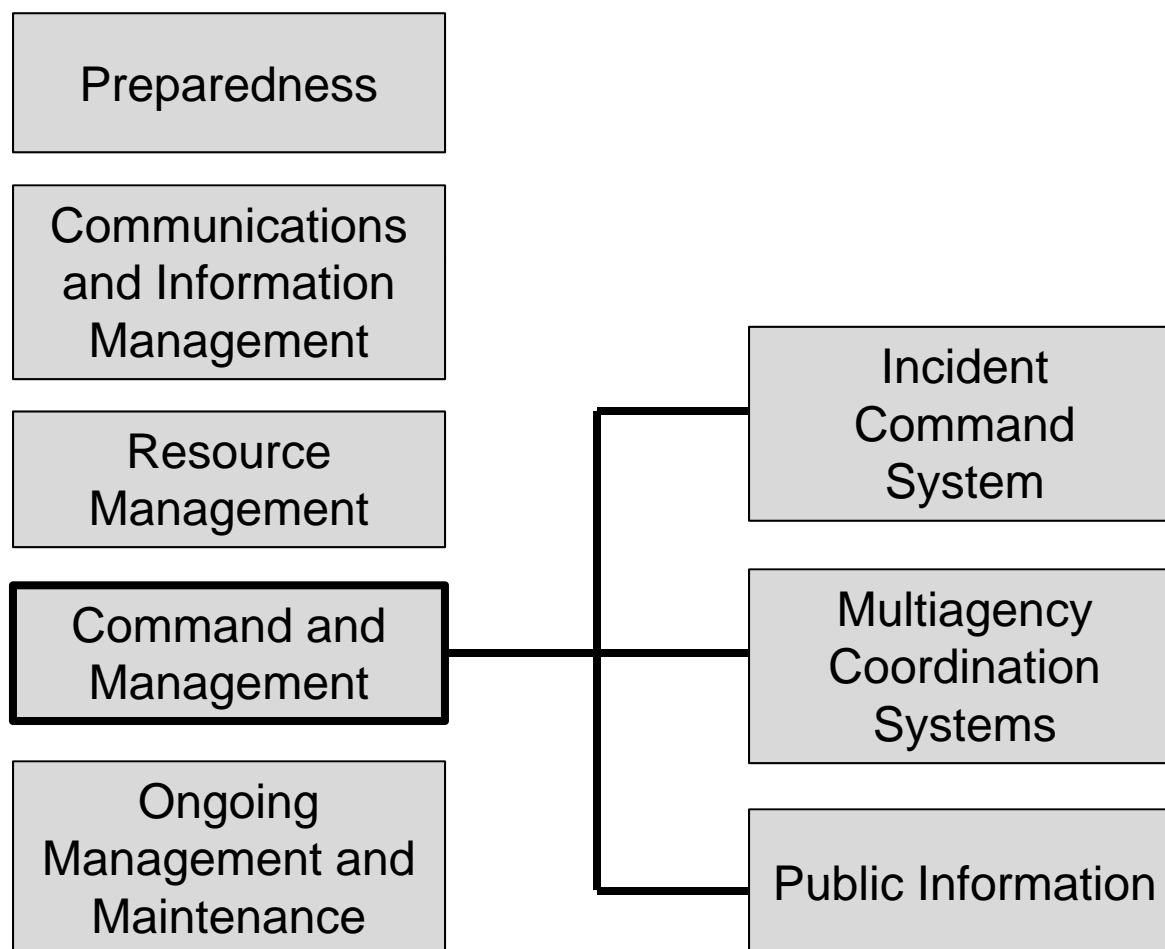 Preparedness
Communications
and Information
Management
Resource
Management
Command and
Management
Ongoing
Management and
Maintenance
Incident
Command
System
Multiagency
Coordination
Systems
Public Information